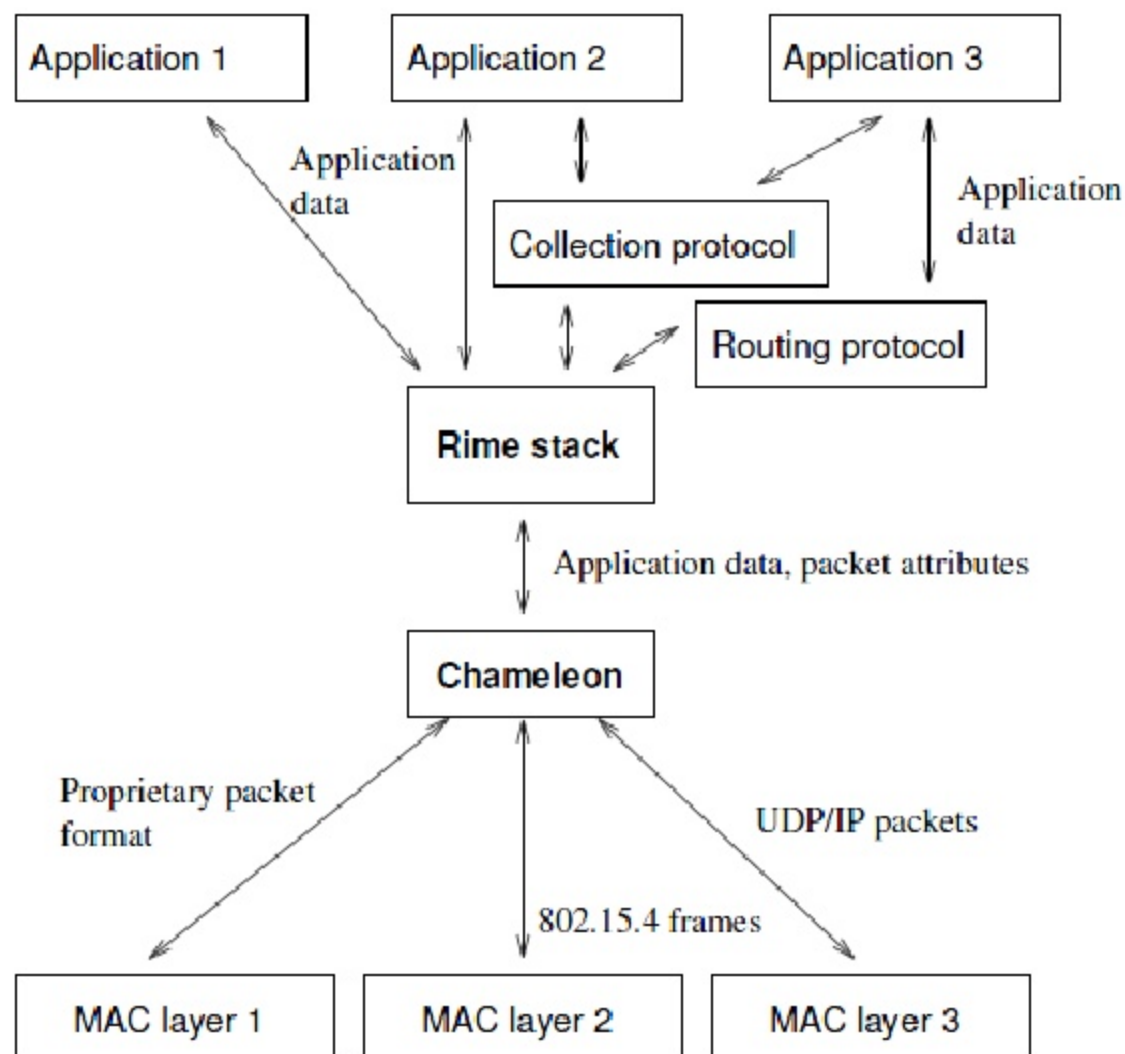 Application 1
Application 2
Application 3
Application
data
Application
data
Collection protocol
Routing protocol
Rime stack
Application data, packet attributes
Chameleon
Proprietary packet
format
UDP/IP packets
802.15.4 frames
MAC layer 1
MAC layer 2
MAC layer 3